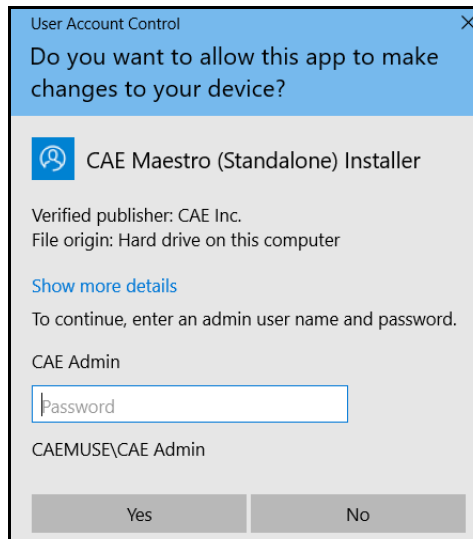 User Account Control
Do you want to allow this app to make
changes to your device?
CAE Maestro (Standalone) Installer
Verified publisher: CAE Inc.
File origin: Hard drive on this computer
Show more details
To continue, enter an admin user name and password.
CAE Admin
Password
CAEMUSE\CAE Admin
Yes
No